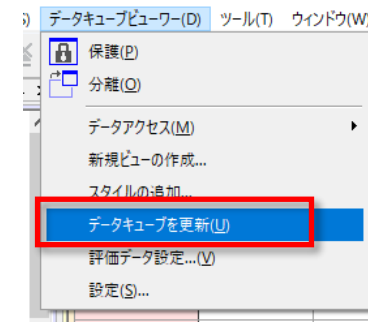 データキューブビューワー(D) ツール(T) ウィンドウ(W)
保護(P)
分離(O)
データアクセス(M)
新規ビューの作成...
スタイルの追加...
データキューブを更新(U)
評価データ設定...(V)
設定(S)...